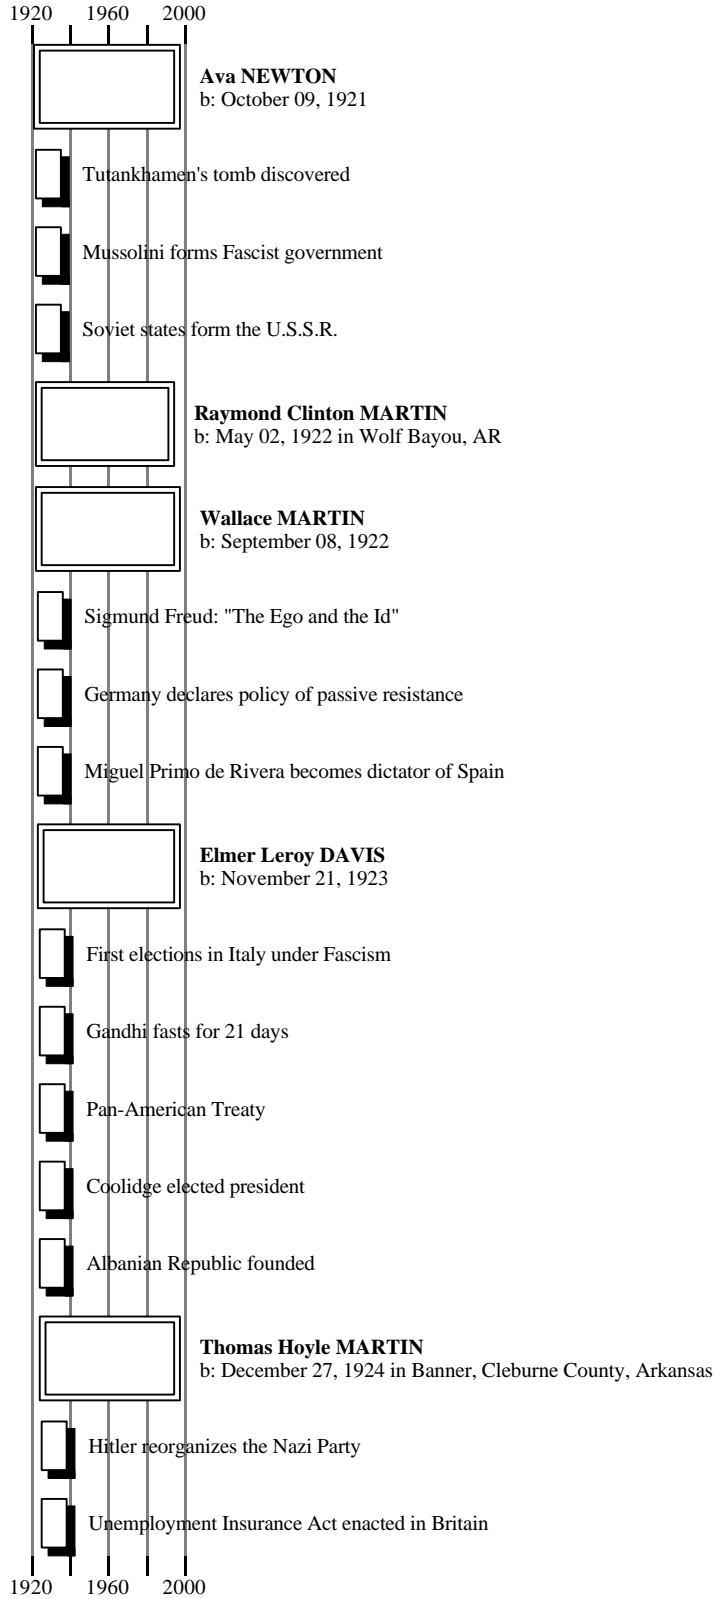 1920 1960 2000
Ava NEWTON
b: October 09, 1921
Tutankhamen's tomb discovered
Mussolini forms Fascist government
Soviet states form the U.S.S.R.
Raymond Clinton MARTIN
b: May 02, 1922 in Wolf Bayou, AR
Wallace MARTIN
b: September 08, 1922
Sigmund Freud: "The Ego and the Id"
Germany declares policy of passive resistance
Miguel Primo de Rivera becomes dictator of Spain
Elmer Leroy DAVIS
b: November 21, 1923
First elections in Italy under Fascism
Gandhi fasts for 21 days
Pan-American Treaty
Coolidge elected president
Albanian Republic founded
Thomas Hoyle MARTIN
b: December 27, 1924 in Banner, Cleburne County, Arkansas
Hitler reorganizes the Nazi Party
Unemployment Insurance Act enacted in Britain
1920 1960 2000